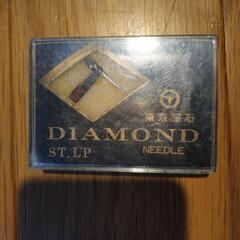 東京宝石
DIAMOND
ST. LP NEEDLE